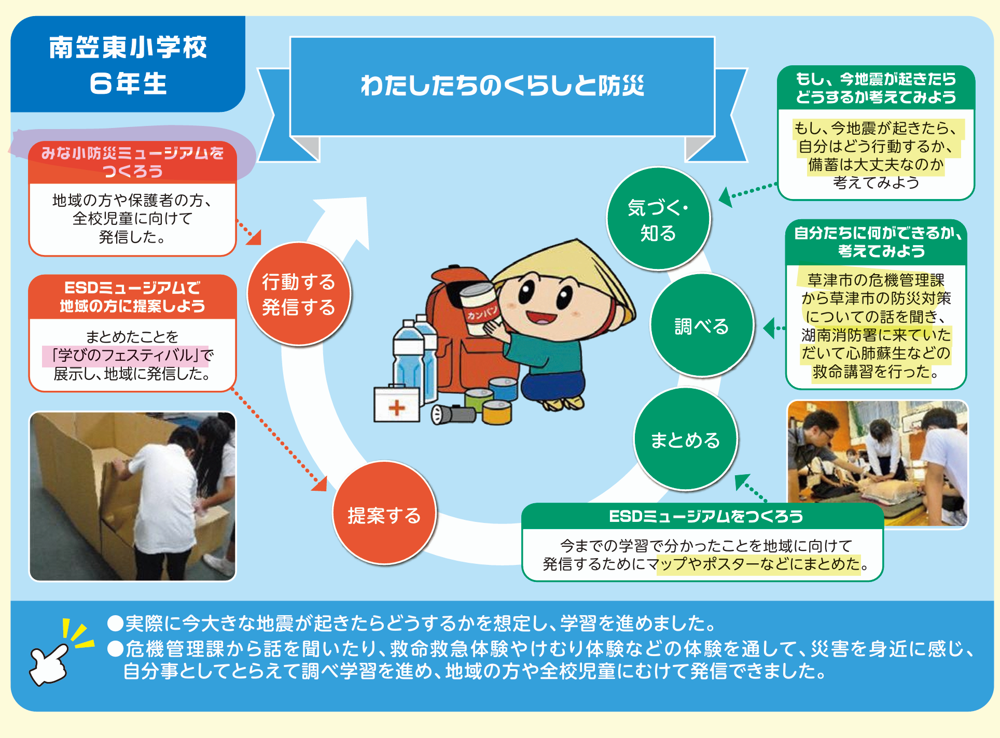 南笠東小学校
6年生
わたしたちのくらしと防災
もし、今地震が起きたら
どうするか考えてみよう
もし、今地震が起きたら、
自分はどう行動するか、
備蓄は大丈夫なのか
考えてみよう
気づく・
知る
自分たちに何ができるか、
考えてみよう
草津市の危機管理課
から草津市の防災対策
についての話を聞き、
湖南消防署に来ていた
だいて心肺蘇生などの
救命講習を行った。
調べる
まとめる
ESDミュージアムをつくろう
今までの学習で分かったことを地域に向けて
発信するためにマップやポスターなどにまとめた。
提案する
ESDミュージアムで
地域の方に提案しよう
まとめたことを
「学びのフェスティバル」で
展示し、地域に発信した。
行動する
発信する
みな小防災ミュージアムを
つくろう
地域の方や保護者の方、
全校児童に向けて
発信した。
カンパン
●実際に今大きな地震が起きたらどうするかを想定し、学習を進めました。
●危機管理課から話を聞いたり、救命救急体験やけむり体験などの体験を通して、災害を身近に感じ、
自分事としてとらえて調べ学習を進め、地域の方や全校児童にむけて発信できました。